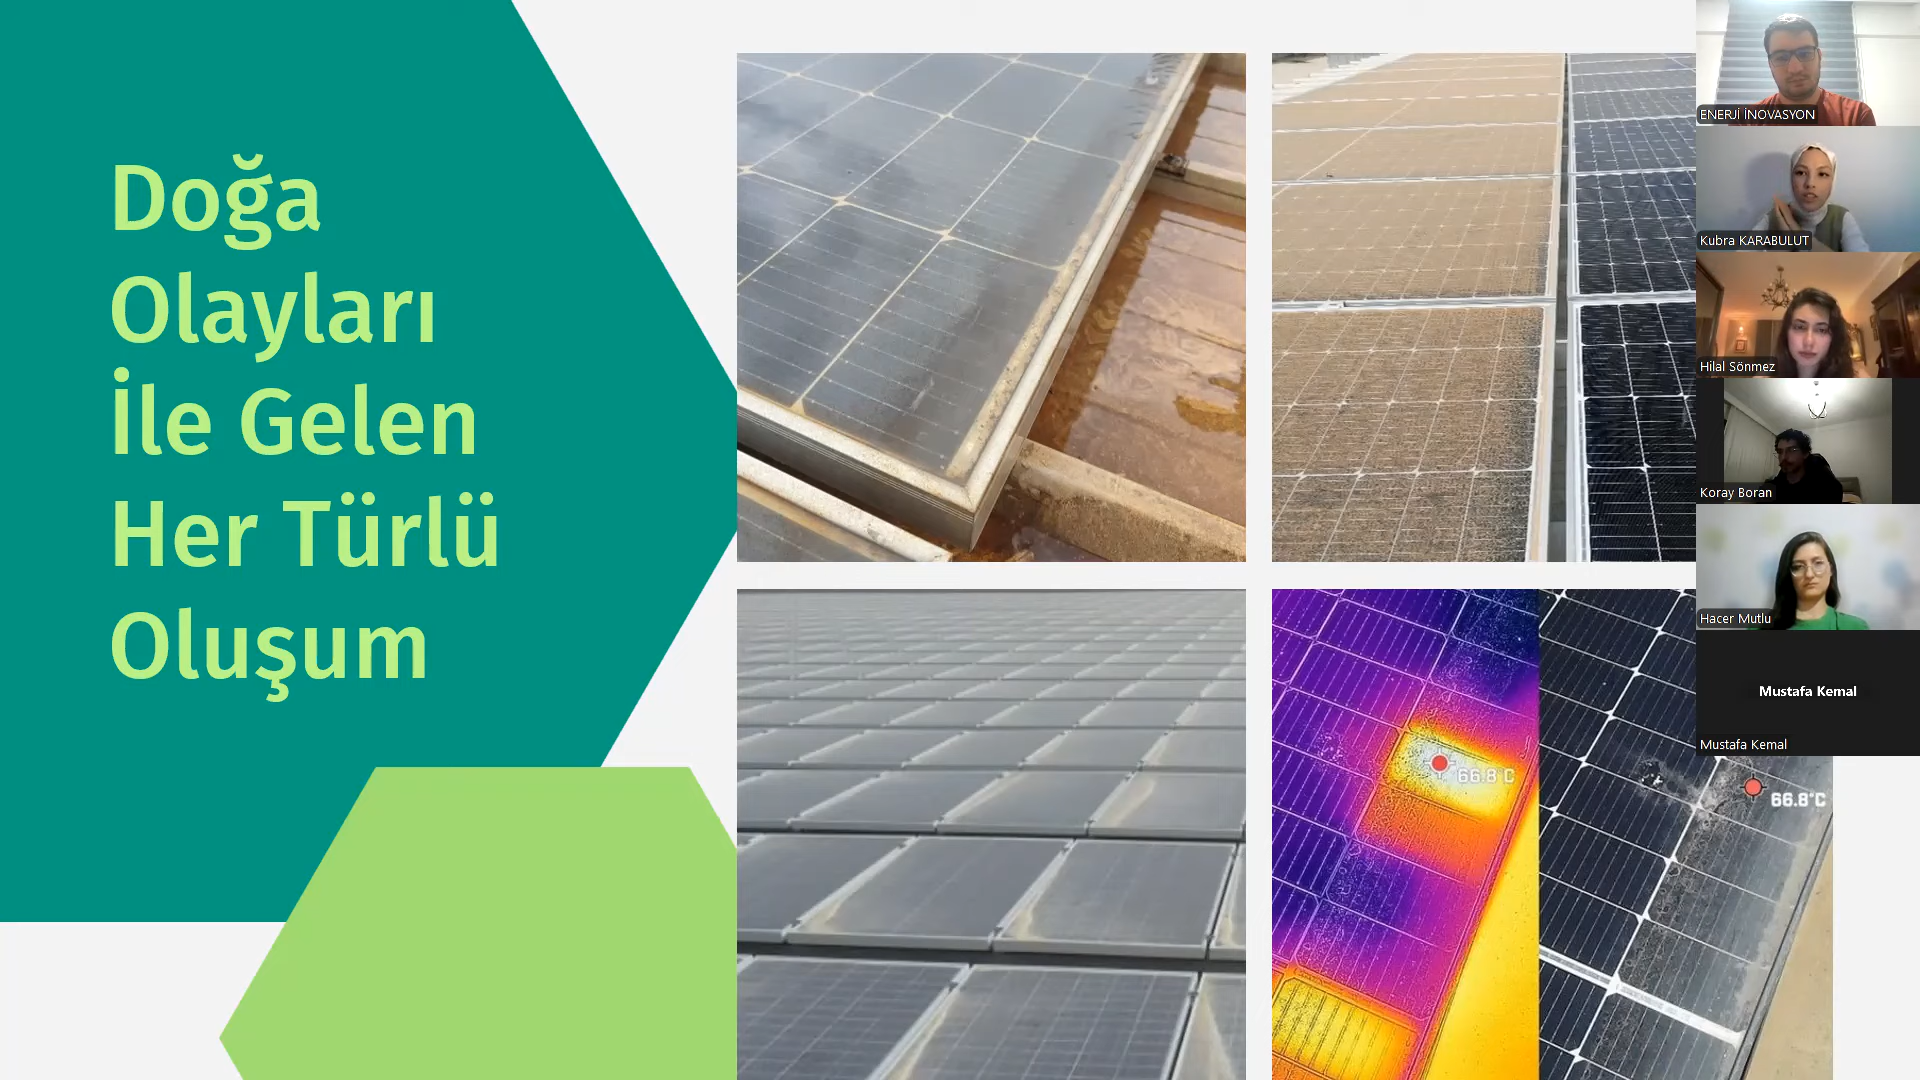 Doğa
Olayları
İle Gelen
Her Türlü
Oluşum
66.8°C
66.8°C
ENERJİ İNOVASYON
Kubra KARABULUT
Hilal Sönmez
Koray Boran
Hacer Mutlu
Mustafa Kemal
Mustafa Kemal